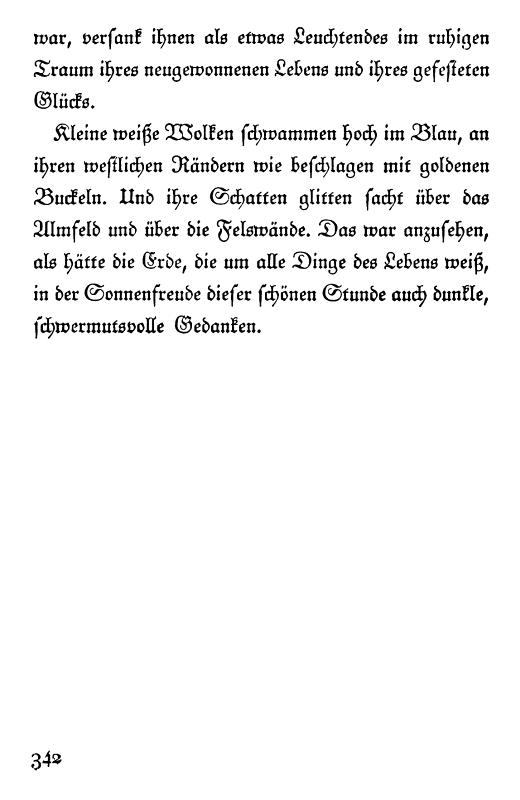 war, versank ihnen als etwas Leuchtendes im ruhigen
Traum ihres neugewonnenen Lebens und ihres gefesteten
Glücks.
Kleine weiße Wolken schwammen hoch im Blau, an
ihren westlichen Rändern wie beschlagen mit goldenen
Buckeln. Und ihre Schatten glitten sacht über das
Almfeld und über die Felswände. Das war anzusehen,
als hätte die Erde, die um alle Dinge des Lebens weiß,
in der Sonnenfreude dieser schönen Stunde auch dunkle,
schwermutsvolle Gedanken.
342